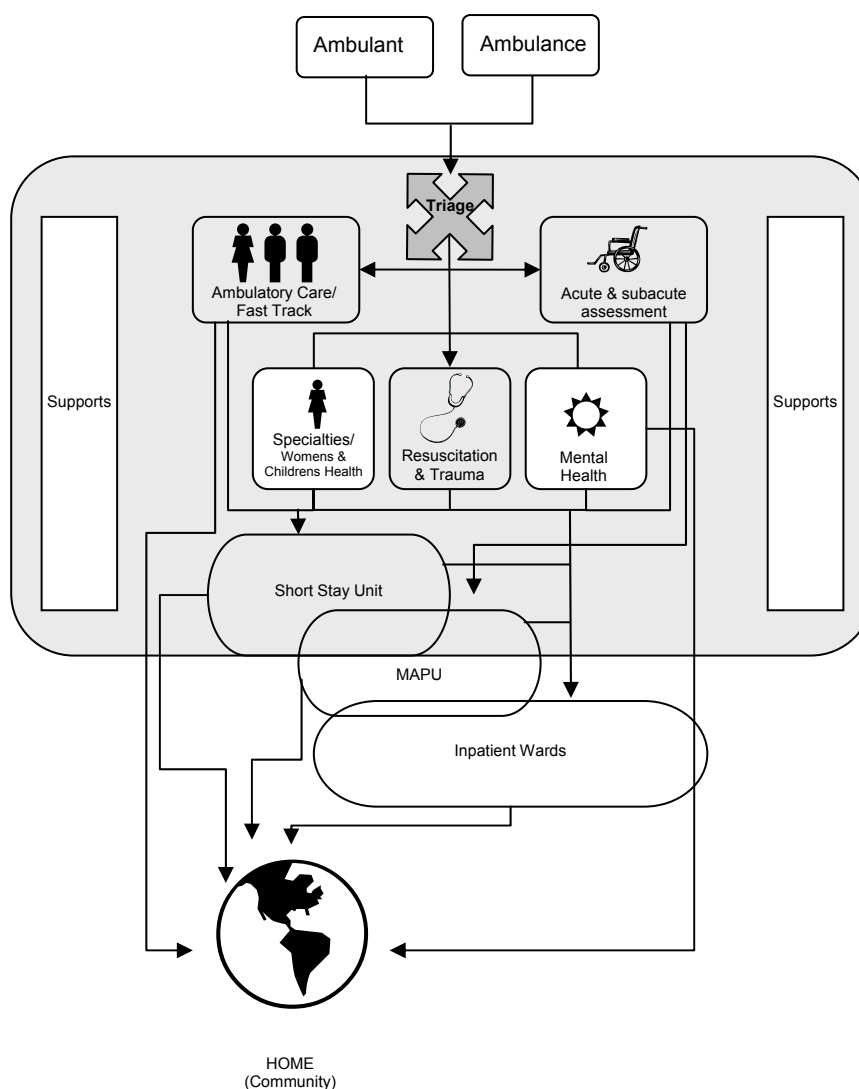 Ambulant
Ambulance
Triage
Ambulatory Care/
Fast Track
Acute & subacute
assessment
Supports
Supports
Specialties/
Womens &
Childrens Health
Resuscitation
& Trauma
Mental
Health
Short Stay Unit
MAPU
Inpatient Wards
HOME
(Community)